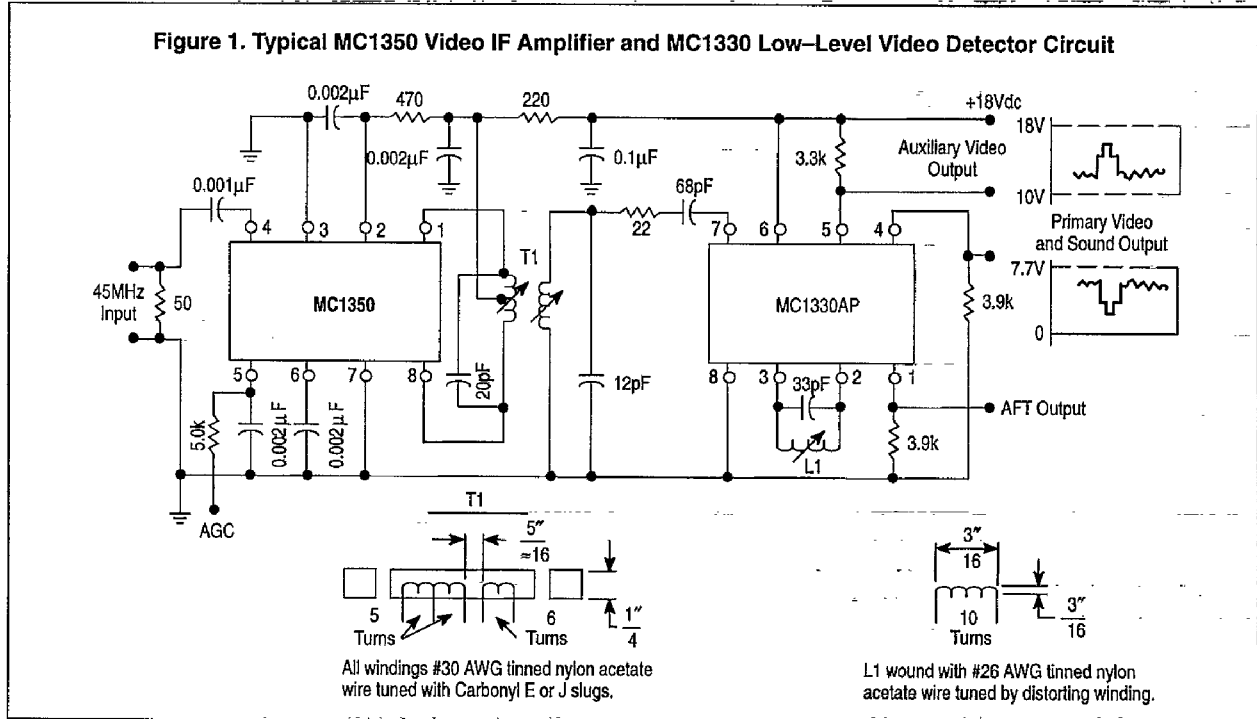 Figure 1. Typical MC1350 Video IF Amplifier and MC1330 Low–Level Video Detector Circuit
0.002µF
470
220
+18Vdc
18V
0.002µF
0.1µF
3.3k
Auxiliary Video
Output
10V
0.001µF
68pF
22
4
3
2
1
7
6
5
4
Primary Video
and Sound Output
T1
7.7V
45MHz
Input
50
MC1350
MC1330AP
3.9k
0
5
6
7
8
20pF
12pF
8
3
33pF
2
1
AFT Output
5.0k
0.002µF
0.002µF
L1
3.9k
AGC
T1
5″
≈16
3″
16
5
6
1″
4
10
3″
16
Turns
Turns
Turns
All windings #30 AWG tinned nylon acetate
wire tuned with Carbonyl E or J slugs.
L1 wound with #26 AWG tinned nylon
acetate wire tuned by distorting winding.